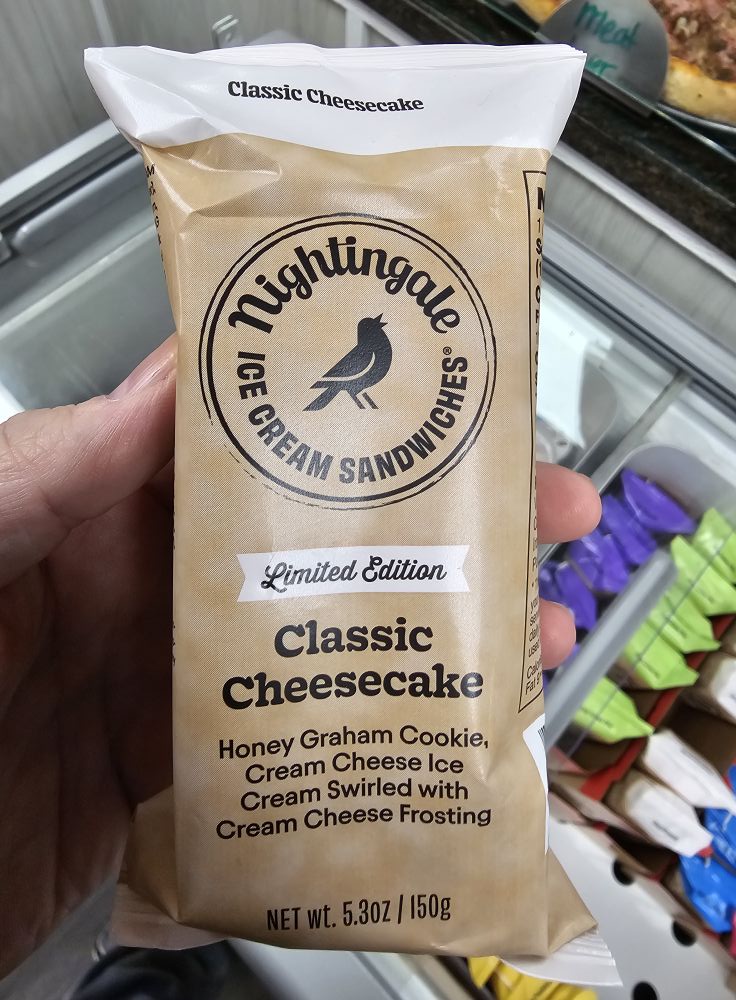 Meat
Classic Cheesecake
Nightingale
ICE CREAM SANDWICHES®
Limited Edition
Classic
Cheesecake
Honey Graham Cookie,
Cream Cheese Ice
Cream Swirled with
Cream Cheese Frosting
NET wt. 5.3oz / 150g